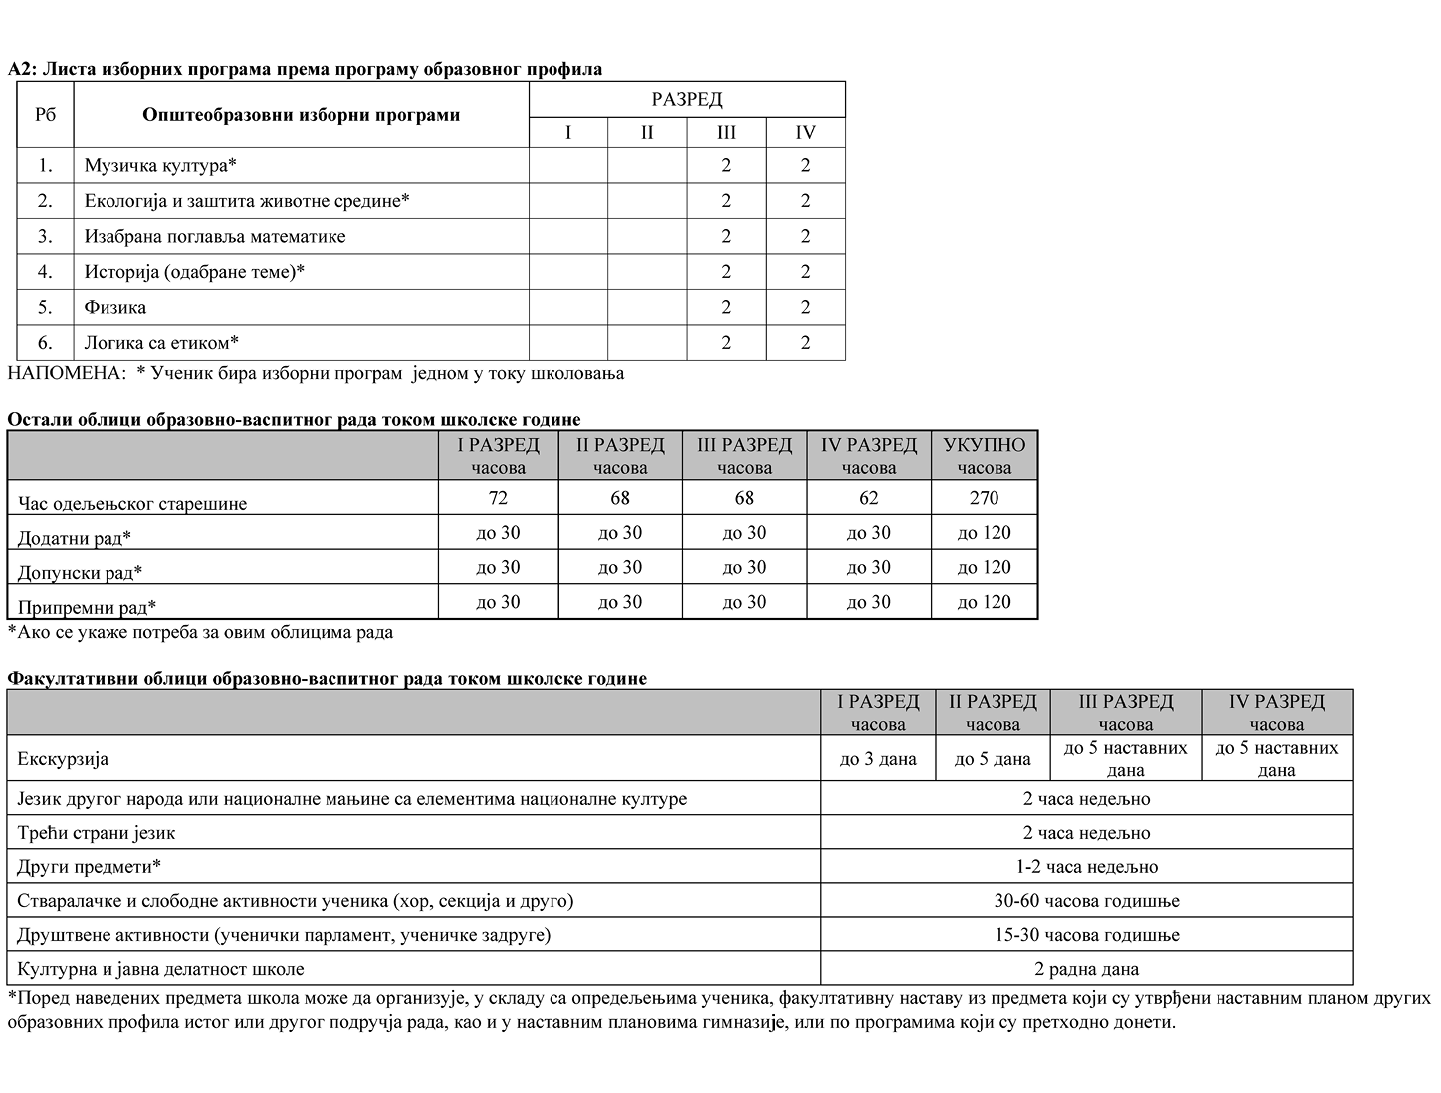 А2: Листа изборних програма према програму образовног профила
Рб Општеобразовни изборни програми РАЗРЕД
I II III IV
1. Музичка култура* 2 2
2. Екологија и заштита животне средине* 2 2
3. Изабрана поглавља математике 2 2
4. Историја (одабране теме)* 2 2
5. Физика 2 2
6. Логика са етиком* 2 2
НАПОМЕНА: * Ученик бира изборни програм једном у току школовања
Остали облици образовно-васпитног рада током школске године
I РАЗРЕД II РАЗРЕД III РАЗРЕД IV РАЗРЕД УКУПНО
часова часова часова часова часова
Час одељењског старешине 72 68 68 62 270
Додатни рад* до 30 до 30 до 30 до 30 до 120
Допунски рад* до 30 до 30 до 30 до 30 до 120
Припремни рад* до 30 до 30 до 30 до 30 до 120
*Ако се укаже потреба за овим облицима рада
Факултативни облици образовно-васпитног рада током школске године
I РАЗРЕД II РАЗРЕД III РАЗРЕД IV РАЗРЕД
часова часова часова часова
Екскурзија до 3 дана до 5 дана до 5 наставних до 5 наставних
дана дана
Језик другог народа или националне мањине са елементима националне културе 2 часа недељно
Трећи страни језик 2 часа недељно
Други предмети* 1-2 часа недељно
Стваралачке и слободне активности ученика (хор, секција и друго) 30-60 часова годишње
Друштвене активности (ученички парламент, ученичке задруге) 15-30 часова годишње
Културна и јавна делатност школе 2 радна дана
*Поред наведених предмета школа може да организује, у складу са опредељењима ученика, факултативну наставу из предмета који су утврђени наставним планом других
образовних профила истог или другог подручја рада, као и у наставним плановима гимназије, или по програмима који су претходно донети.